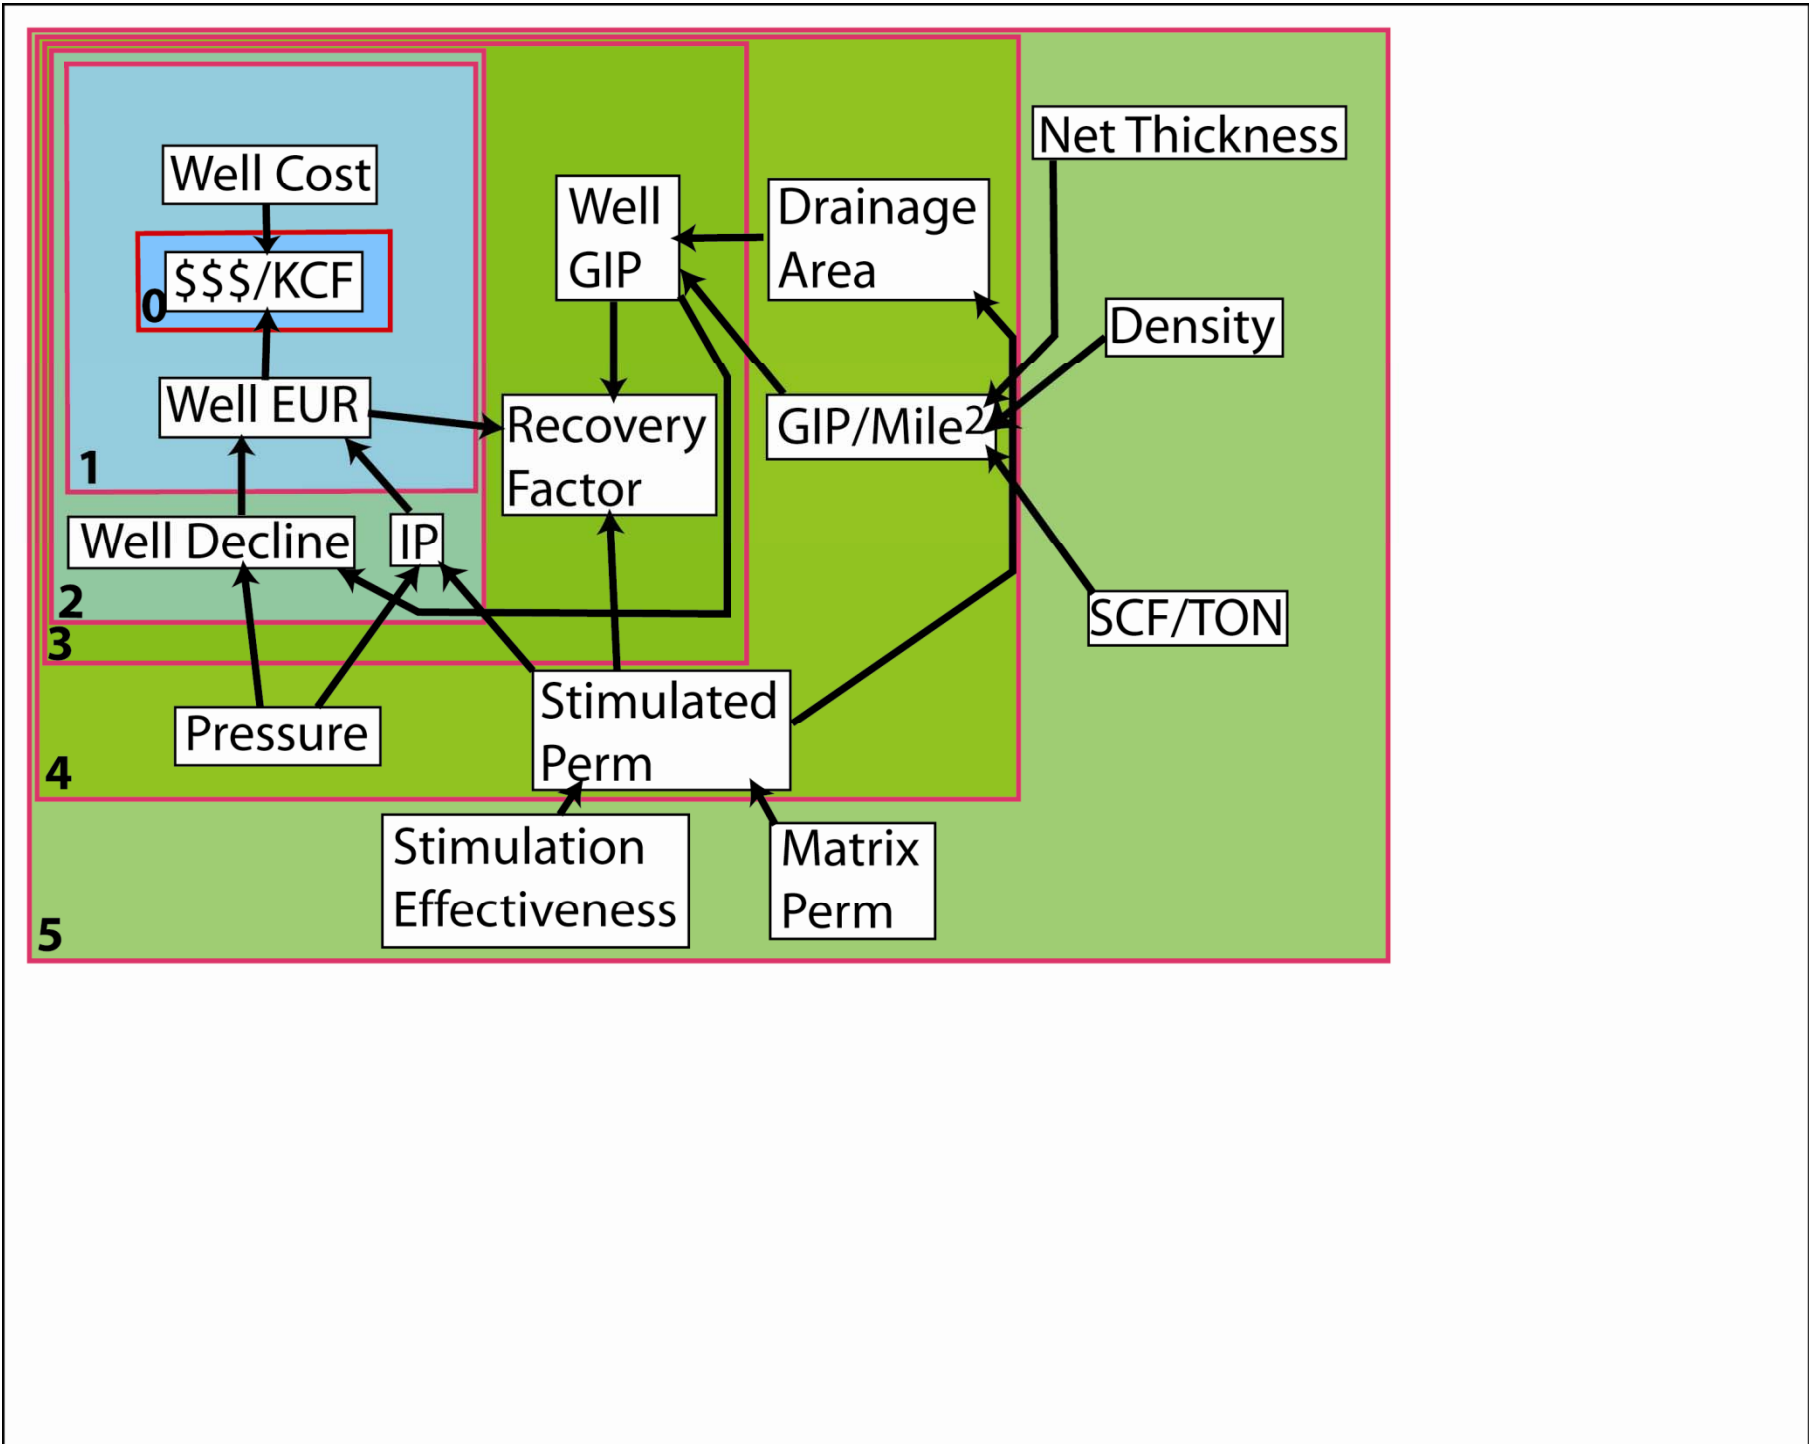 Well Cost
$$$/KCF
0
Well EUR
1
Well Decline
IP
2
3
Well
GIP
Recovery
Factor
Drainage
Area
GIP/Mile2
Net Thickness
Density
SCF/TON
Pressure
Stimulated
Perm
4
Stimulation
Effectiveness
Matrix
Perm
5